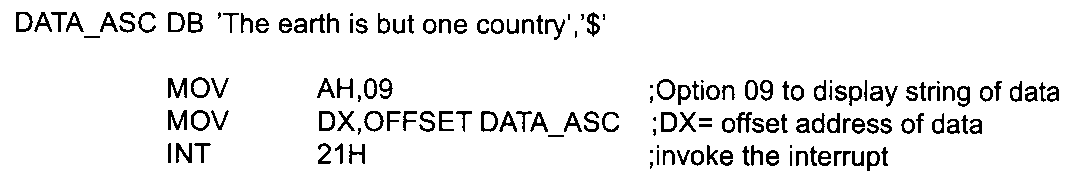 DATA_ASC DB 'The earth is but one country','$'
MOV AH,09 ;Option 09 to display string of data
MOV DX,OFFSET DATA_ASC ;DX= offset address of data
INT 21H ;invoke the interrupt